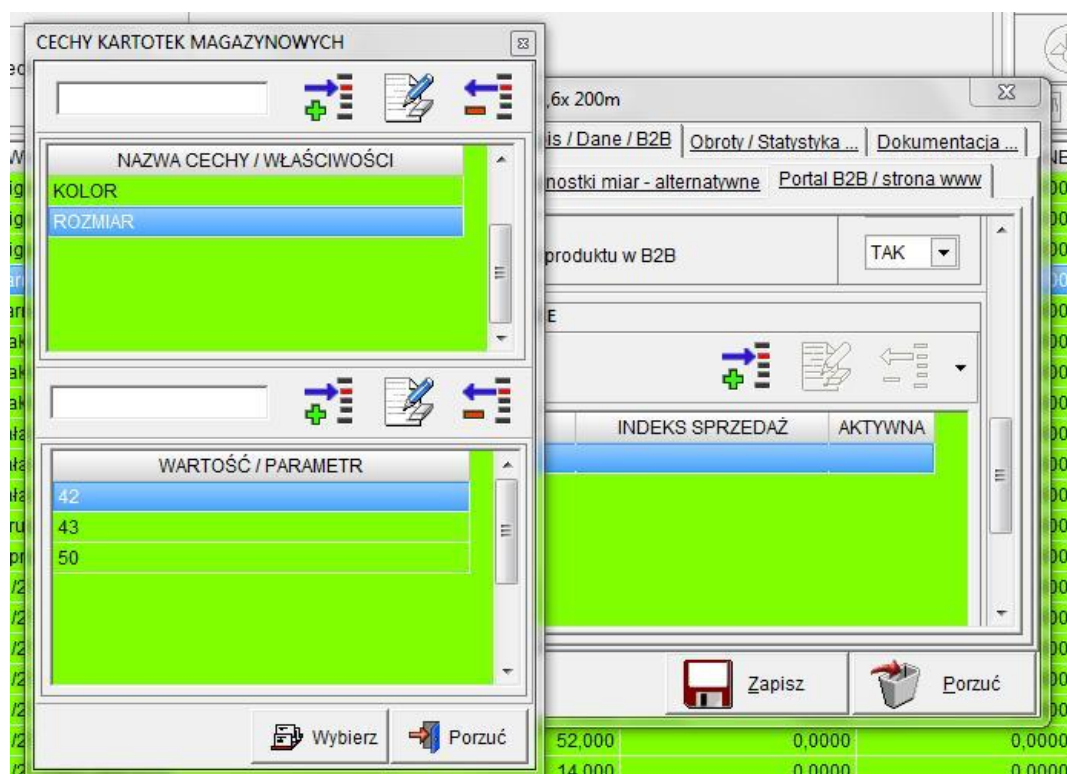 CECHY KARTOTEK MAGAZYNOWYCH
NAZWA CECHY / WŁAŚCIWOŚCI
KOLOR
ROZMIAR
WARTOŚĆ / PARAMETR
42
43
50
Wybierz
Porzuć
,6x 200m
is / Dane / B2B
Obroty / Statystyka ...
Dokumentacja ...
nostki miar - alternatywne
Portal B2B / strona www
produktu w B2B
TAK
E
INDEKS SPRZEDAŻ
AKTYWNA
Zapisz
Porzuć
52,000 0,0000 0,0000
14,000 0,0000 0,0000